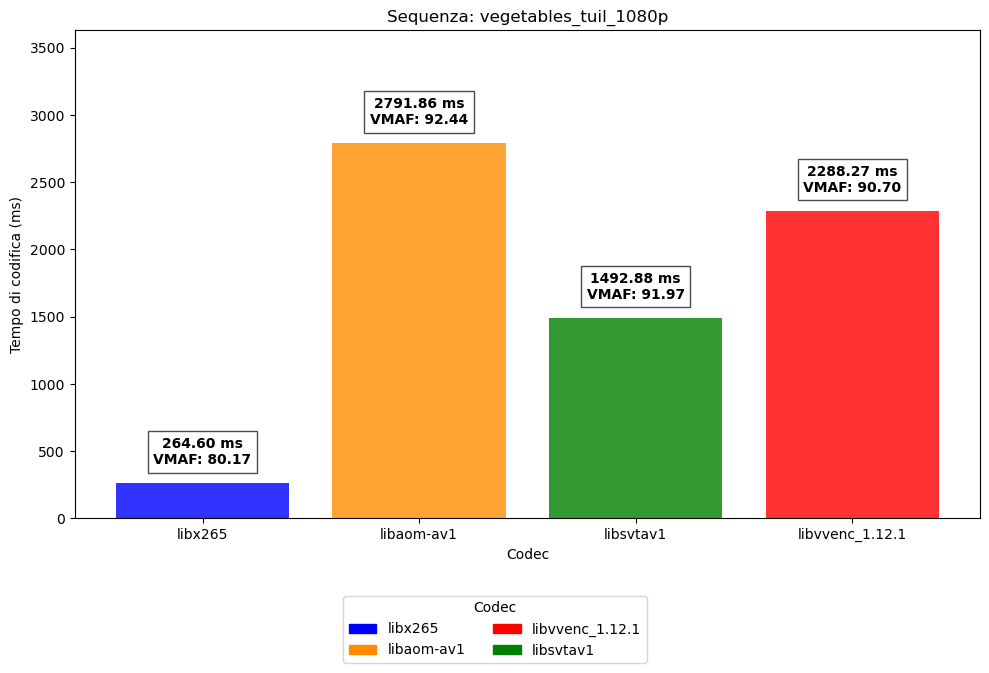 Sequenza: vegetables_tuil_1080p
Tempo di codifica (ms)
3500
3000
2500
2000
1500
1000
500
0
264.60 ms
VMAF: 80.17
2791.86 ms
VMAF: 92.44
1492.88 ms
VMAF: 91.97
2288.27 ms
VMAF: 90.70
libx265
libaom-av1
libsvtav1
libvvenc_1.12.1
Codec
Codec
libx265
libaom-av1
libvvenc_1.12.1
libsvtav1